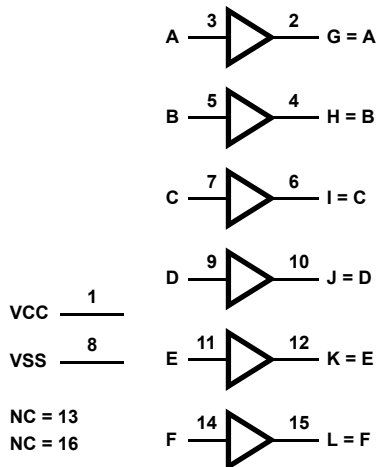 A 3 2 G = A
B 5 4 H = B
C 7 6 I = C
D 9 10 J = D
VCC 1
VSS 8
E 11 12 K = E
NC = 13
NC = 16
F 14 15 L = F